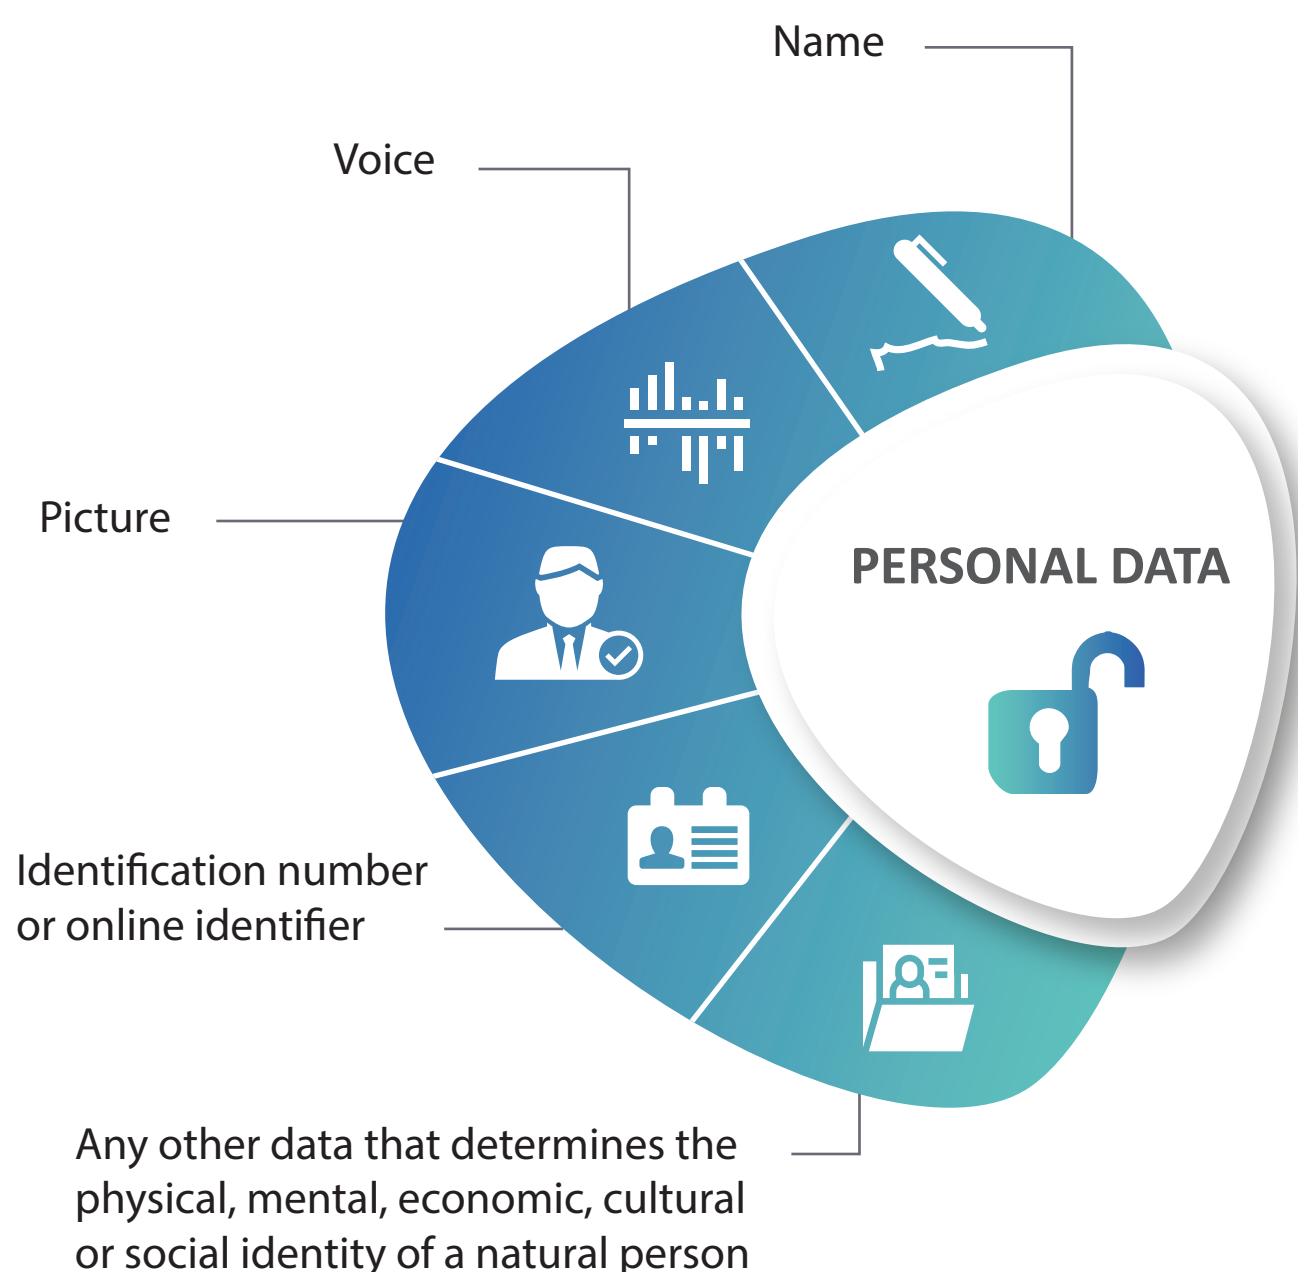 Name
Voice
Picture
PERSONAL DATA
Identification number
or online identifier
Any other data that determines the
physical, mental, economic, cultural
or social identity of a natural person